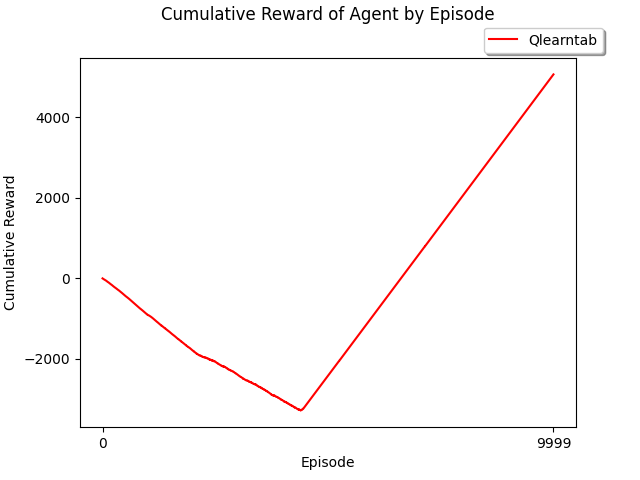 Cumulative Reward of Agent by Episode
Qlearntab
Cumulative Reward
4000
2000
0
−2000
0
9999
Episode